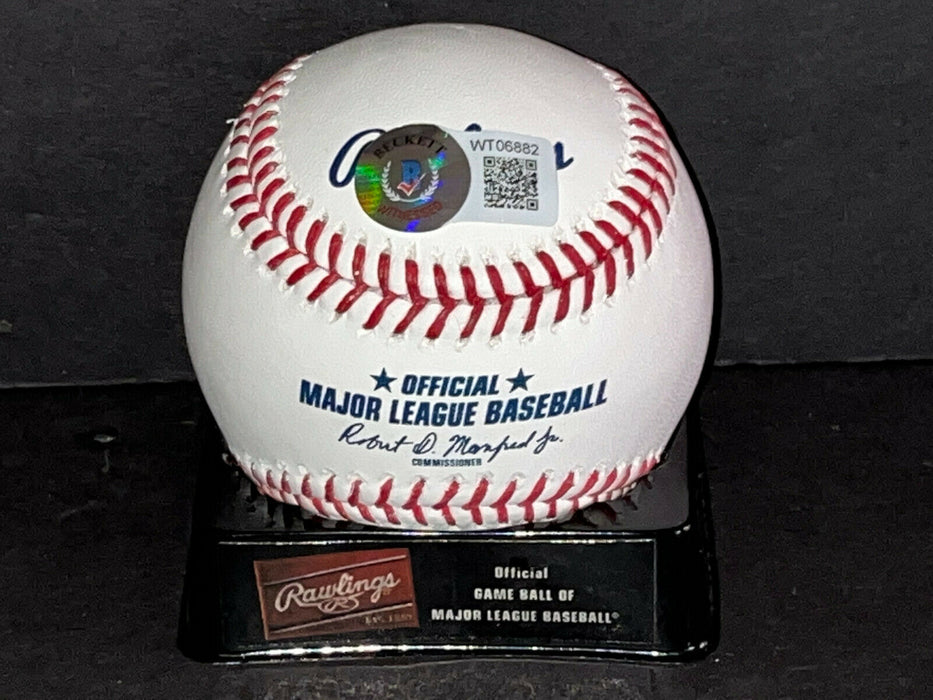 BECKETT
B
WITNESSED
WT06882
★ OFFICIAL ★
MAJOR LEAGUE BASEBALL
Robert D. Manfred Jr.
COMMISSIONER
Rawlings
R
Official
GAME BALL OF
MAJOR LEAGUE BASEBALL®